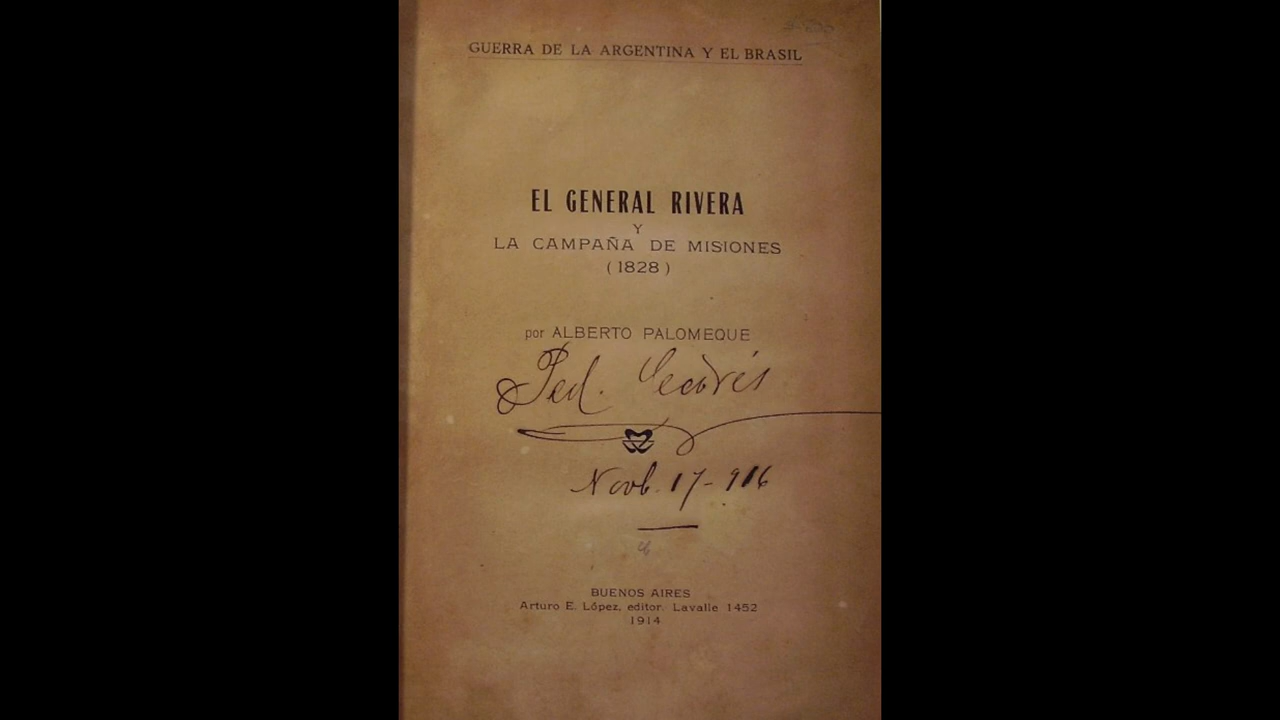 GUERRA DE LA ARGENTINA Y EL BRASIL
EL GENERAL RIVERA
Y
LA CAMPAÑA DE MISIONES
(1828)
por ALBERTO PALOMEQUE
Novb. 17-916
BUENOS AIRES
Arturo E. López, editor. Lavalle 1452
1914